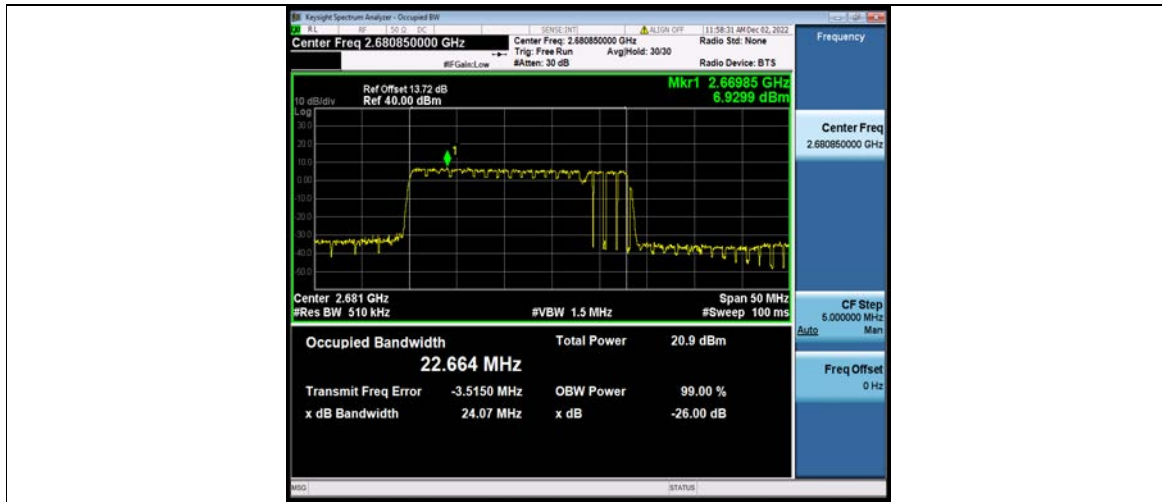 Keysight Spectrum Analyzer - Occupied BW
RL RF 50 Ω DC SENSE:INT ALIGN OFF 11:58:31 AM Dec 02, 2022
Center Freq 2.680850000 GHz
Center Freq: 2.680850000 GHz
Radio Std: None
Trig: Free Run Avg|Hold: 30/30
#IFGain:Low
#Atten: 30 dB
Radio Device: BTS
Frequency
Mkr1 2.66985 GHz
6.9299 dBm
Ref Offset 13.72 dB
10 dB/div Ref 40.00 dBm
Log
30.0
20.0
10.0
0.00
-10.0
-20.0
-30.0
-40.0
-50.0
1
Center 2.681 GHz Span 50 MHz
#Res BW 510 kHz #VBW 1.5 MHz #Sweep 100 ms
Center Freq
2.680850000 GHz
CF Step
5.000000 MHz
Auto Man
Freq Offset
0 Hz
Occupied Bandwidth Total Power 20.9 dBm
22.664 MHz
Transmit Freq Error -3.5150 MHz OBW Power 99.00 %
x dB Bandwidth 24.07 MHz x dB -26.00 dB
MSG STATUS